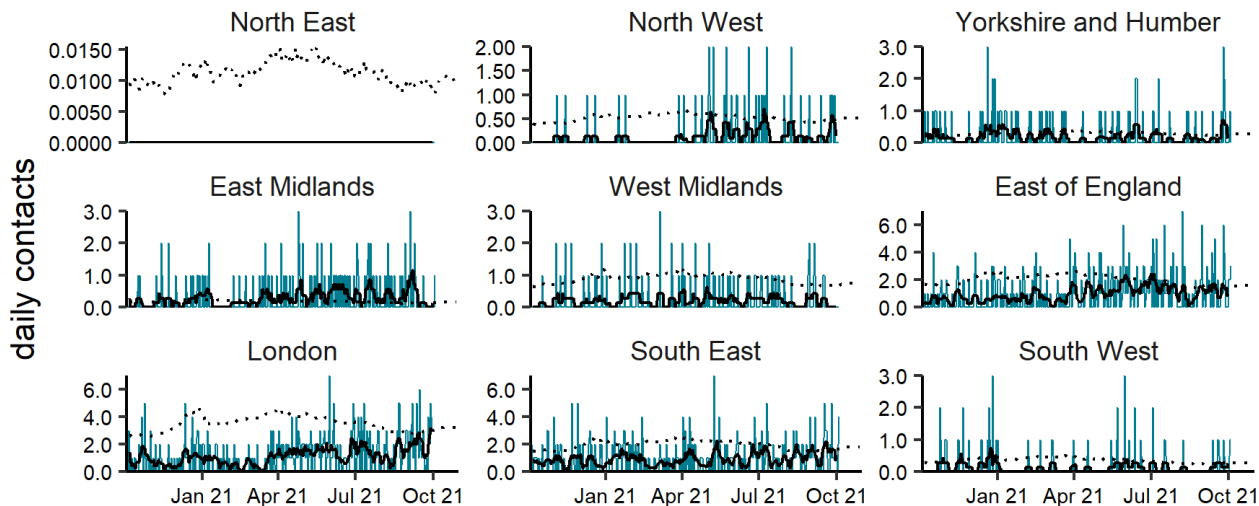 North East
North West
Yorkshire and Humber
0.0150
0.0100
0.0050
0.0000
2.00
1.50
1.00
0.50
0.00
3.0
2.0
1.0
0.0
East Midlands
West Midlands
East of England
3.0
2.0
1.0
0.0
3.0
2.0
1.0
0.0
6.0
4.0
2.0
0.0
London
South East
South West
6.0
4.0
2.0
0.0
6.0
4.0
2.0
0.0
3.0
2.0
1.0
0.0
Jan 21 Apr 21 Jul 21 Oct 21
Jan 21 Apr 21 Jul 21 Oct 21
Jan 21 Apr 21 Jul 21 Oct 21
daily contacts